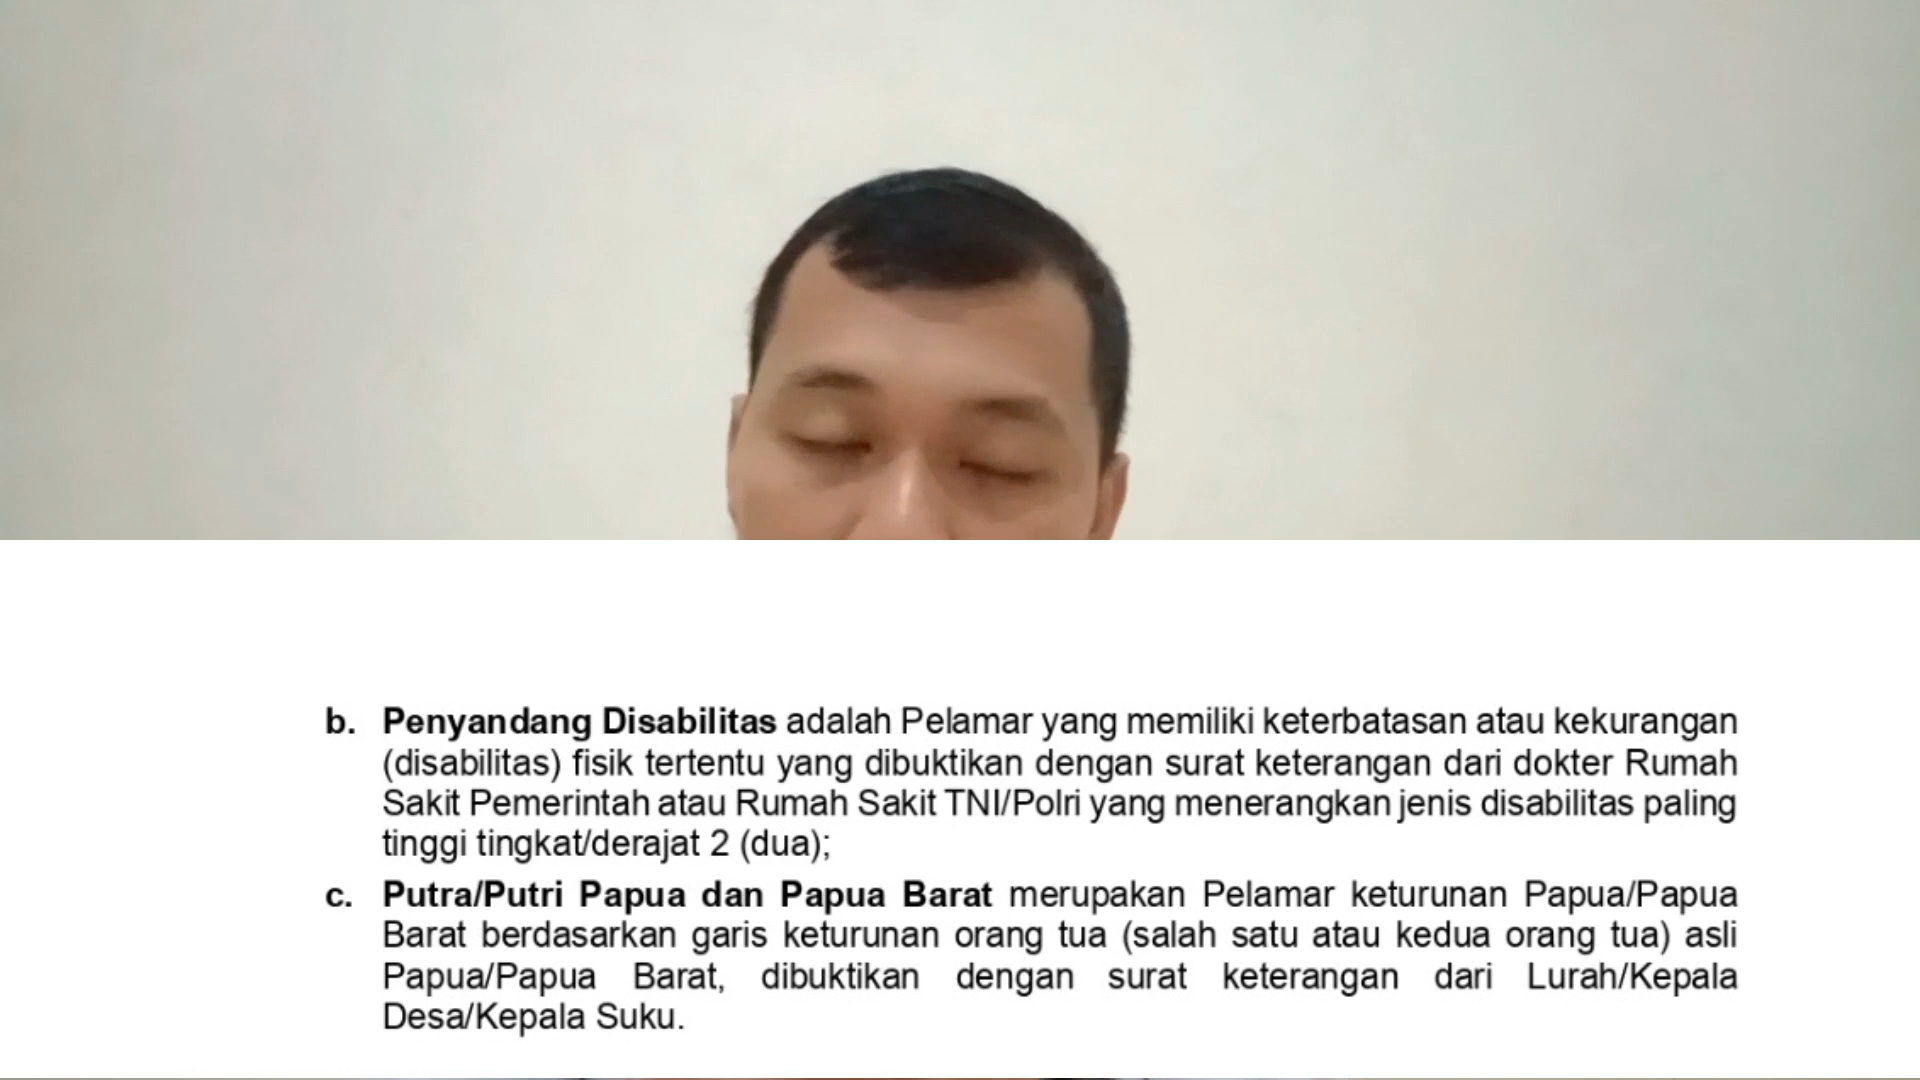 b. Penyandang Disabilitas adalah Pelamar yang memiliki keterbatasan atau kekurangan
(disabilitas) fisik tertentu yang dibuktikan dengan surat keterangan dari dokter Rumah
Sakit Pemerintah atau Rumah Sakit TNI/Polri yang menerangkan jenis disabilitas paling
tinggi tingkat/derajat 2 (dua);
c. Putra/Putri Papua dan Papua Barat merupakan Pelamar keturunan Papua/Papua
Barat berdasarkan garis keturunan orang tua (salah satu atau kedua orang tua) asli
Papua/Papua Barat, dibuktikan dengan surat keterangan dari Lurah/Kepala
Desa/Kepala Suku.